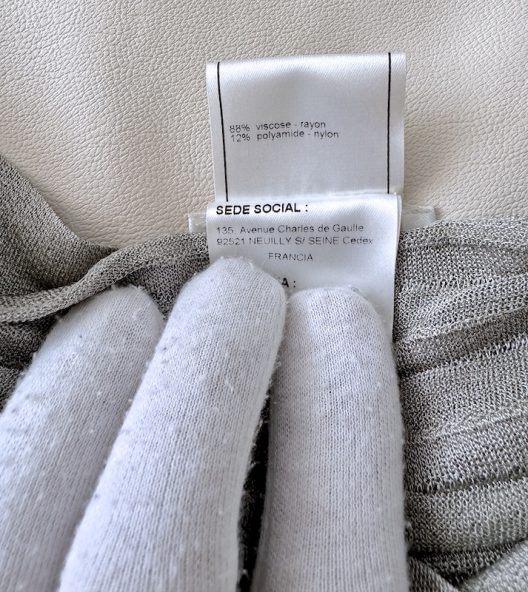 88% viscose - rayon
12% polyamide - nylon
SEDE SOCIAL :
135, Avenue Charles de Gaulle
92521 NEUILLY S/ SEINE Cedex
FRANCIA